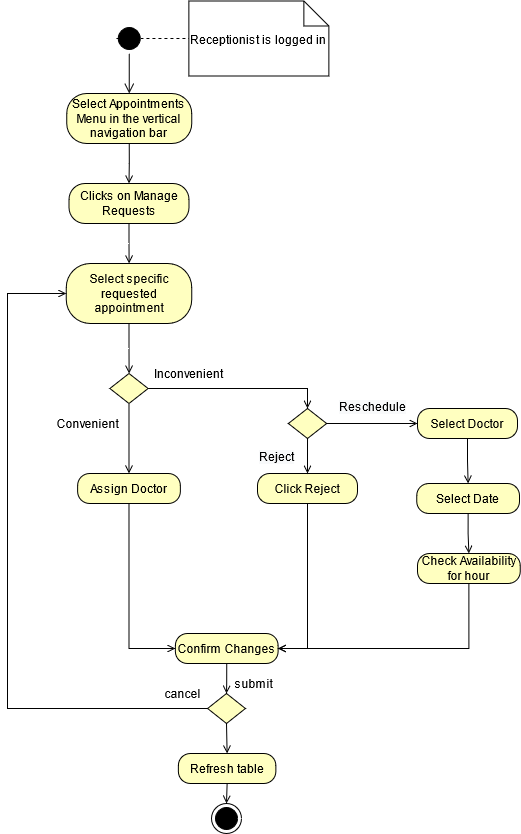 Receptionist is logged in
Select Appointments
Menu in the vertical
navigation bar
Clicks on Manage
Requests
Select specific
requested
appointment
Inconvenient
Convenient
Reschedule
Select Doctor
Reject
Assign Doctor
Click Reject
Select Date
Check Availability
for hour
Confirm Changes
submit
cancel
Refresh table